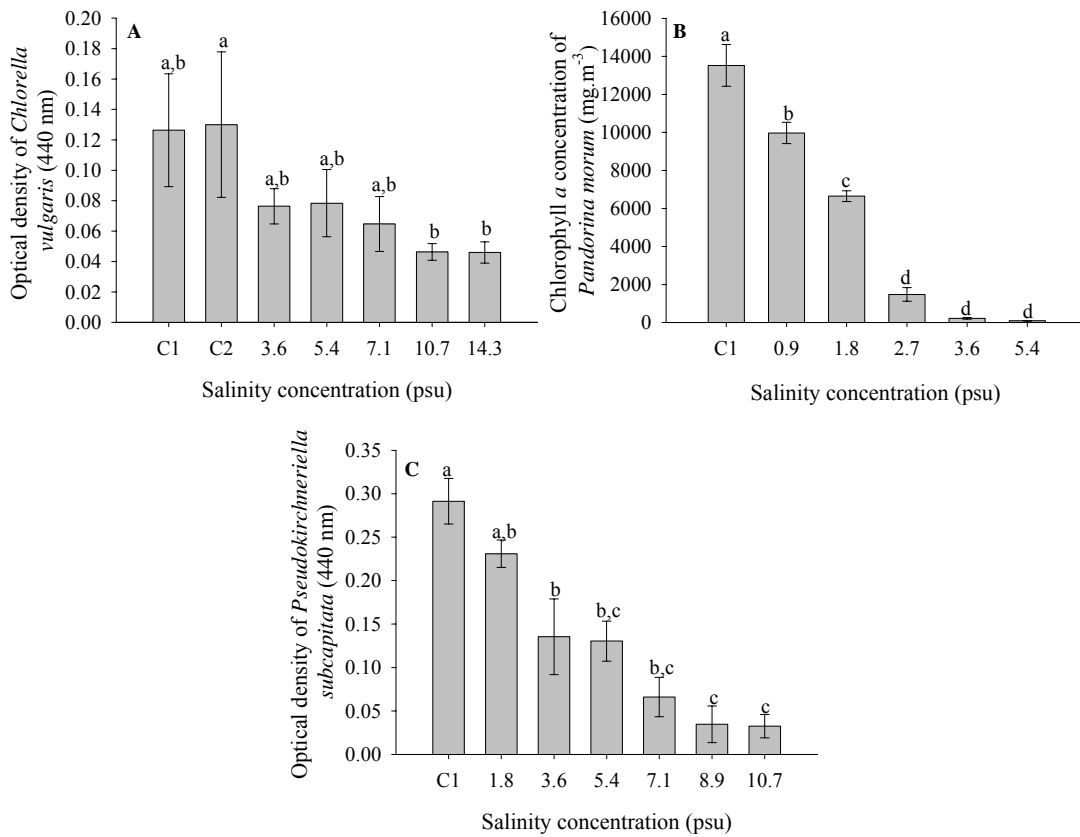 A
Optical density of Chlorella
vulgaris (440 nm)
0.20
0.18
0.16
0.14
0.12
0.10
0.08
0.06
0.04
0.02
0.00
a,b
a
a,b
a,b
a,b
b
b
C1 C2 3.6 5.4 7.1 10.7 14.3
Salinity concentration (psu)
B
Chlorophyll a concentration of
Pandorina morum (mg.m-3)
16000
14000
12000
10000
8000
6000
4000
2000
0
a
b
c
d
d
d
C1 0.9 1.8 2.7 3.6 5.4
Salinity concentration (psu)
C
Optical density of Pseudokirchneriella
subcapitata (440 nm)
0.35
0.30
0.25
0.20
0.15
0.10
0.05
0.00
a
a,b
b
b,c
b,c
c
c
C1 1.8 3.6 5.4 7.1 8.9 10.7
Salinity concentration (psu)